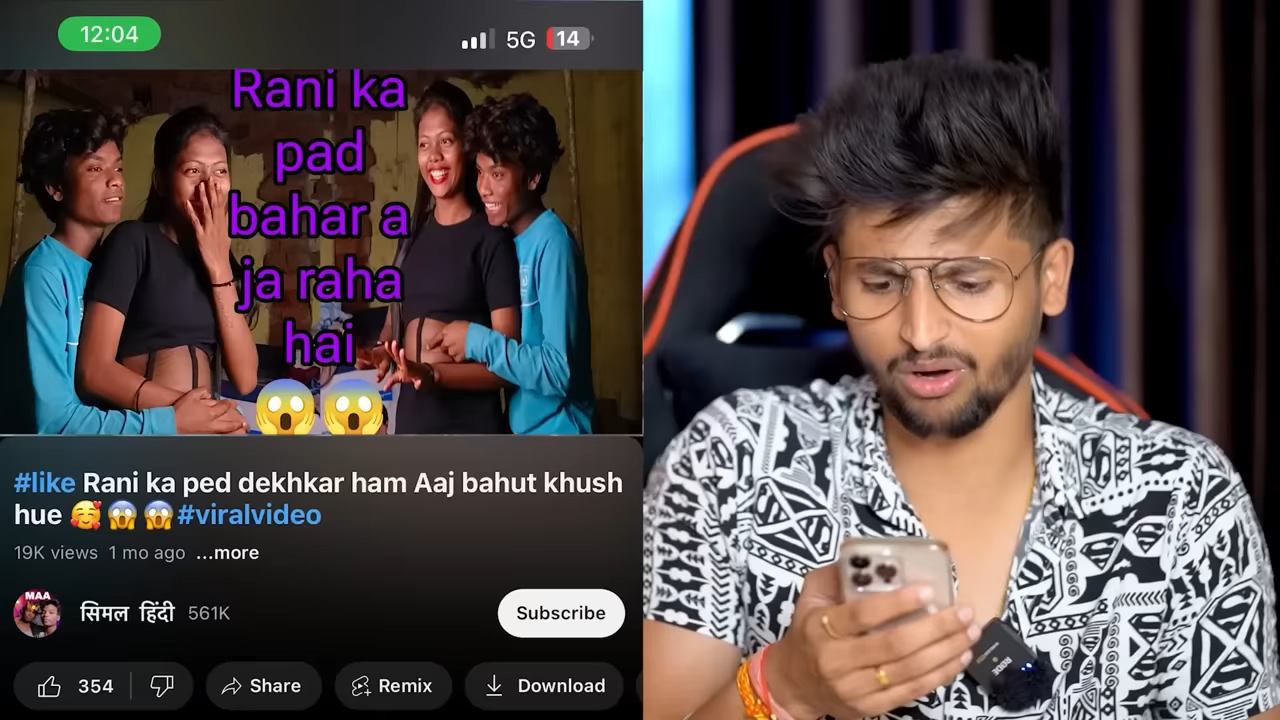 12:04
5G 14
Rani ka
pad
bahar a
ja raha
hai
#like Rani ka ped dekhkar ham Aaj bahut khush
hue 🥰😱😱#viralvideo
19K views 1 mo ago ...more
MAA
सिमल हिंदी 561K
Subscribe
354 Share Remix Download
RØDE